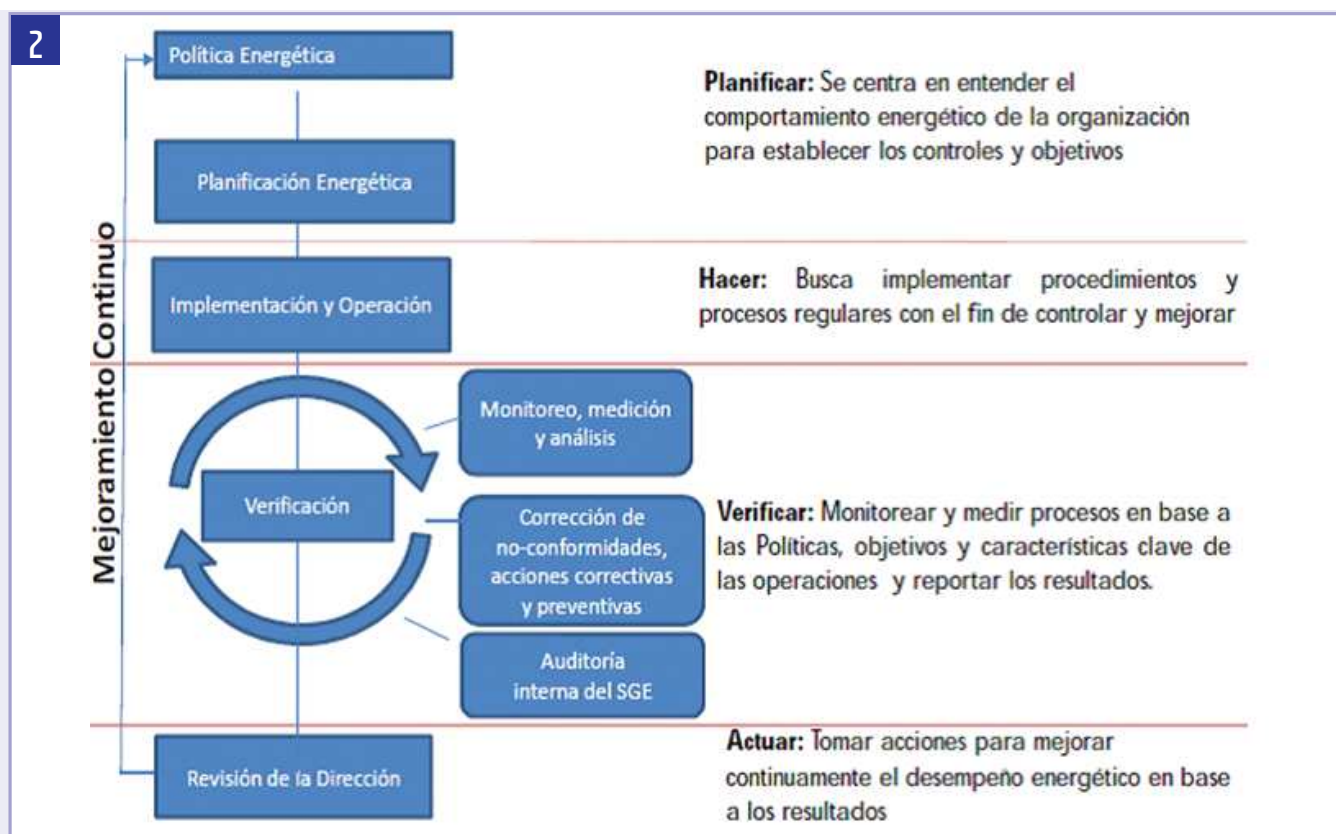 2
Política Energética
Planificar: Se centra en entender el
comportamiento energético de la organización
para establecer los controles y objetivos
Planificación Energética
Mejoramiento Continuo
Implementación y Operación
Hacer: Busca implementar procedimientos y
procesos regulares con el fin de controlar y mejorar
Monitoreo, medición
y análisis
Verificación
Corrección de
no-conformidades,
acciones correctivas
y preventivas
Verificar: Monitorear y medir procesos en base a
las Políticas, objetivos y características clave de
las operaciones y reportar los resultados.
Auditoría
interna del SGE
Revisión de la Dirección
Actuar: Tomar acciones para mejorar
continuamente el desempeño energético en base
a los resultados